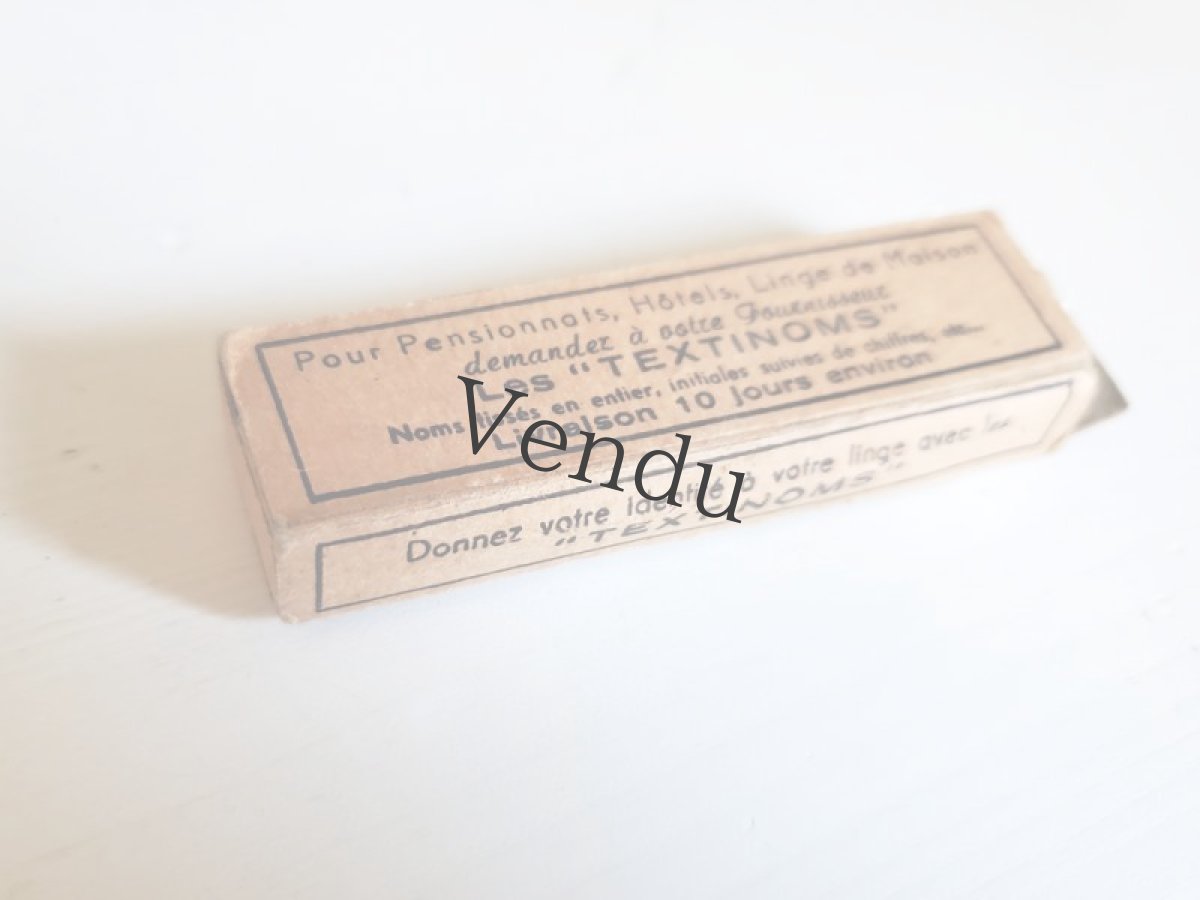 Pour Pensionnats, Hôtels, Linge de Maison
demandez à votre Fournisseur
Les "TEXTINOMS"
Noms tissés en entier, initiales suivies de chiffres, etc...
Livraison 10 Jours environ
Donnez votre Identité à votre linge avec les
"TEXTINOMS"
Vendu